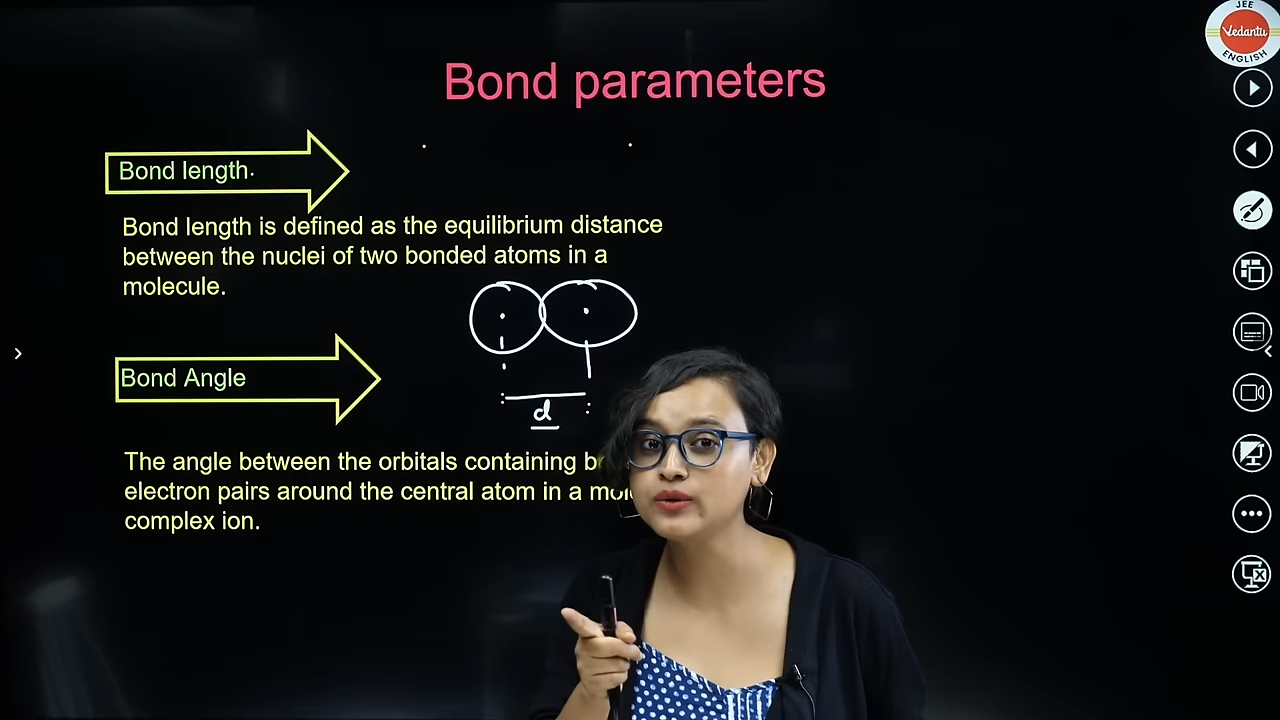 JEE
Vedantu
ENGLISH
Bond parameters
Bond length
Bond length is defined as the equilibrium distance
between the nuclei of two bonded atoms in a
molecule.
Bond Angle
d
The angle between the orbitals containing
electron pairs around the central atom in a
complex ion.